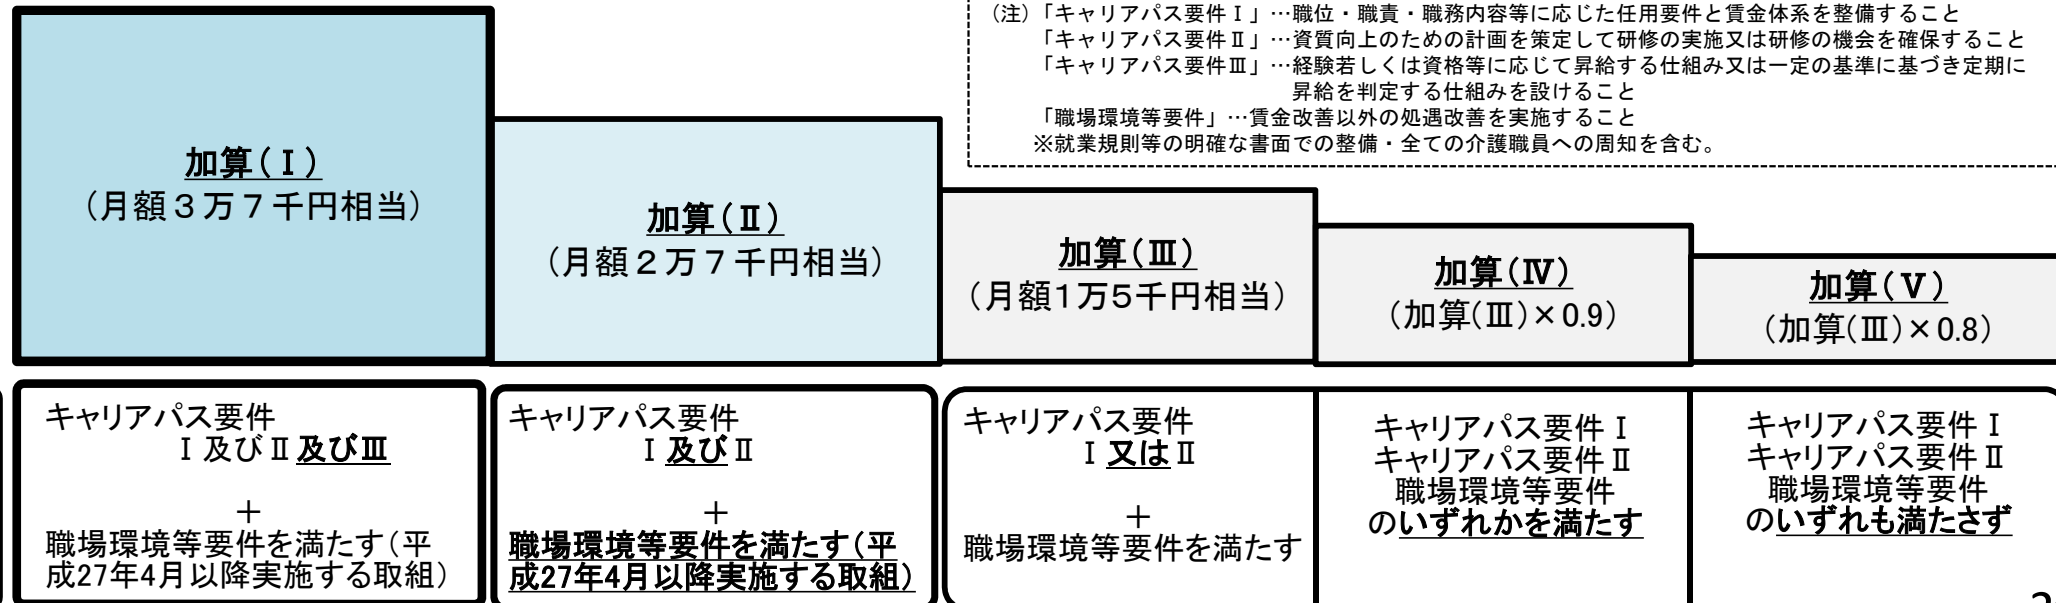 (注)「キャリアパス要件Ⅰ」…職位・職責・職務内容等に応じた任用要件と賃金体系を整備すること
「キャリアパス要件Ⅱ」…資質向上のための計画を策定して研修の実施又は研修の機会を確保すること
「キャリアパス要件Ⅲ」…経験若しくは資格等に応じて昇給する仕組み又は一定の基準に基づき定期に
昇給を判定する仕組みを設けること
「職場環境等要件」…賃金改善以外の処遇改善を実施すること
※就業規則等の明確な書面での整備・全ての介護職員への周知を含む。
加算(Ⅰ)
(月額3万7千円相当)
加算(Ⅱ)
(月額2万7千円相当)
加算(Ⅲ)
(月額1万5千円相当)
加算(Ⅳ)
(加算(Ⅲ)×0.9)
加算(Ⅴ)
(加算(Ⅲ)×0.8)
キャリアパス要件
Ⅰ及びⅡ及びⅢ
+
職場環境等要件を満たす(平
成27年4月以降実施する取組)
キャリアパス要件
Ⅰ及びⅡ
+
職場環境等要件を満たす(平
成27年4月以降実施する取組)
キャリアパス要件
Ⅰ又はⅡ
+
職場環境等要件を満たす
キャリアパス要件Ⅰ
キャリアパス要件Ⅱ
職場環境等要件
のいずれかを満たす
キャリアパス要件Ⅰ
キャリアパス要件Ⅱ
職場環境等要件
のいずれも満たさず